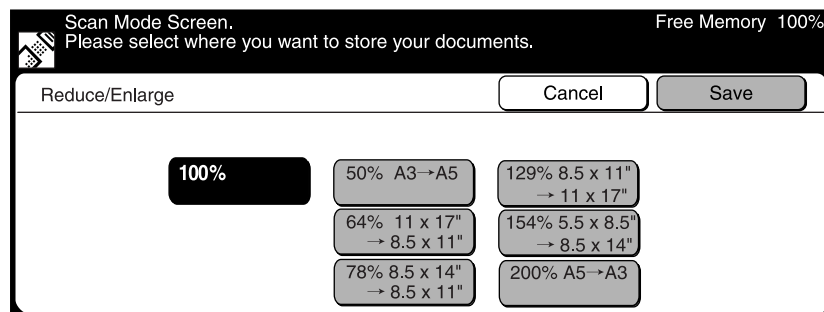 Scan Mode Screen.
Free Memory 100%
Please select where you want to store your documents.
Reduce/Enlarge
Cancel
Save
100%
50% A3→A5
129% 8.5 x 11"
→ 11 x 17"
64% 11 x 17"
→ 8.5 x 11"
154% 5.5 x 8.5"
→ 8.5 x 14"
78% 8.5 x 14"
→ 8.5 x 11"
200% A5→A3